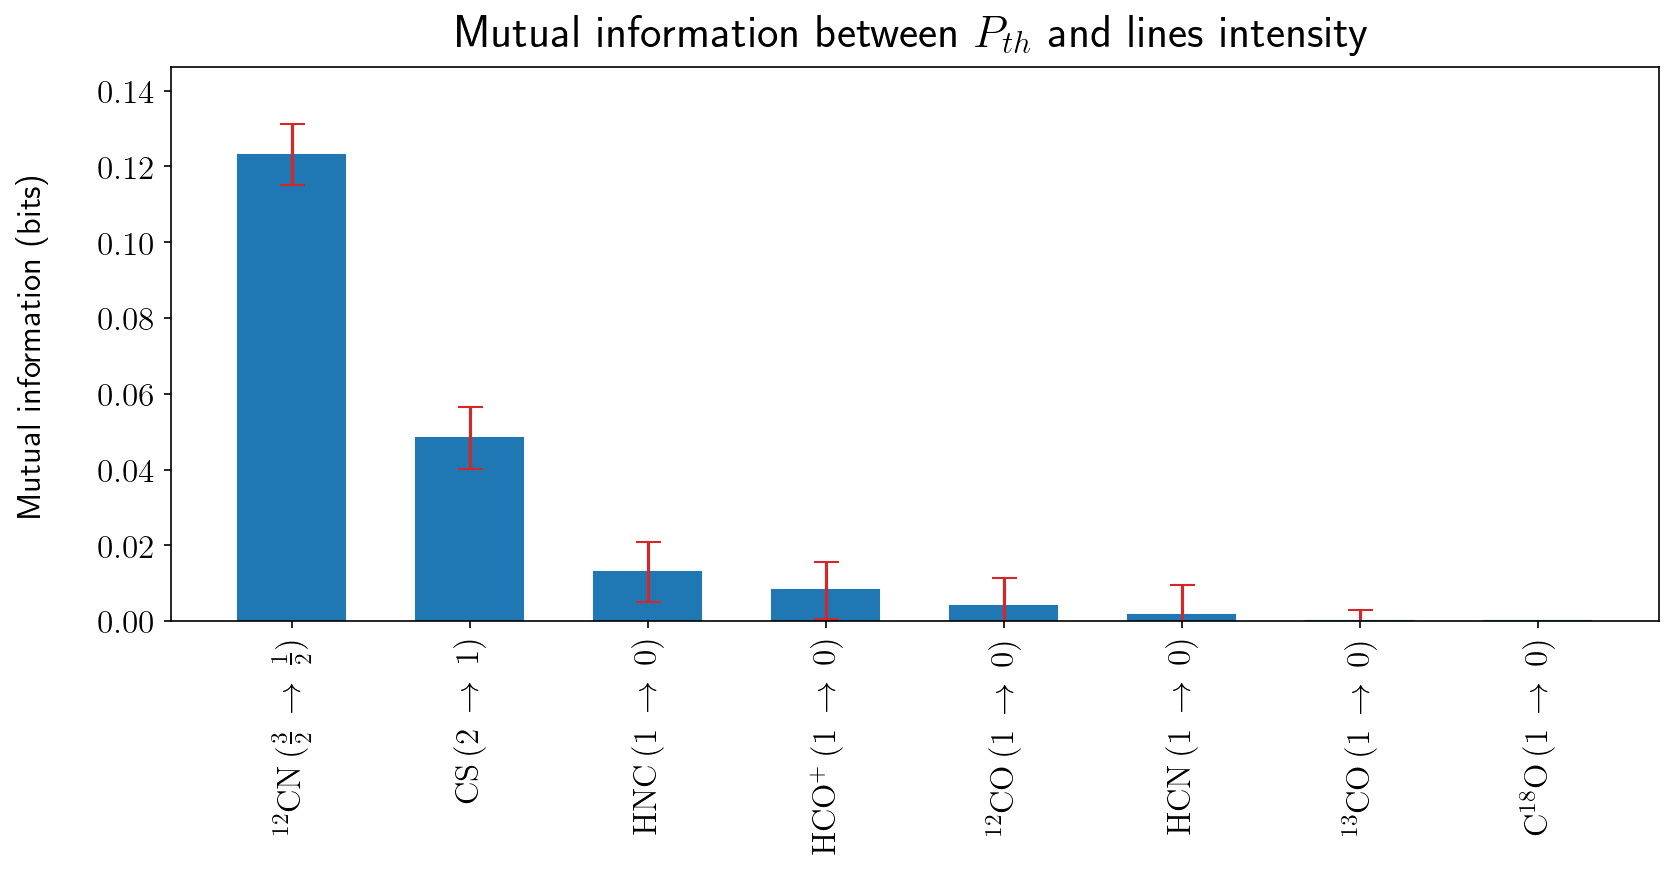 Mutual information between P_th and lines intensity
Mutual information (bits)
0.14
0.12
0.10
0.08
0.06
0.04
0.02
0.00
¹²CN (3/2 → 1/2)
CS (2 → 1)
HNC (1 → 0)
HCO⁺ (1 → 0)
¹²CO (1 → 0)
HCN (1 → 0)
¹³CO (1 → 0)
C¹⁸O (1 → 0)